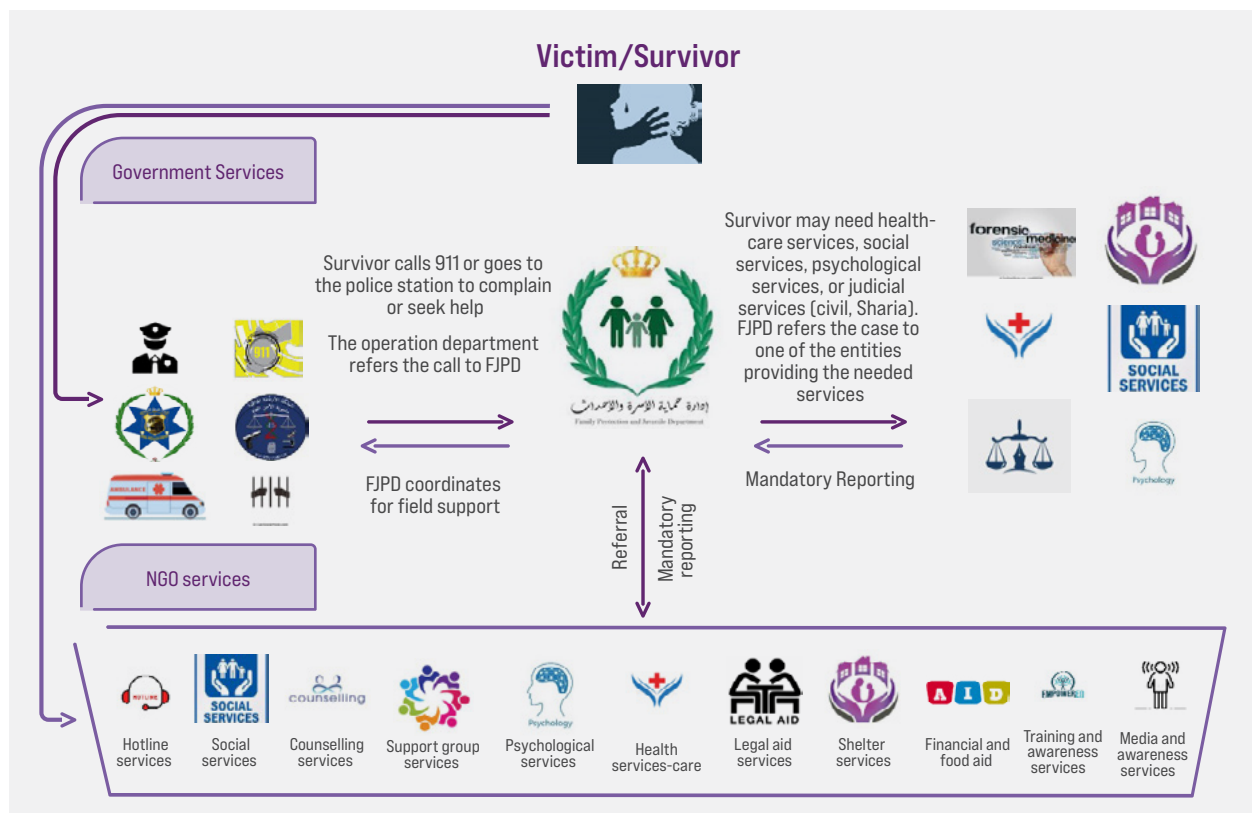 Victim/Survivor
Government Services
Survivor calls 911 or goes to
the police station to complain
or seek help
The operation department
refers the call to FJPD
911
AMBULANCE
FJPD coordinates
for field support
إدارة حماية الأسرة والأحداث
Family Protection and Juvenile Department
Survivor may need health-
care services, social
services, psychological
services, or judicial
services (civil, Sharia).
FJPD refers the case to
one of the entities
providing the needed
services
Mandatory Reporting
forensic
science medicine
SOCIAL
SERVICES
Psychology
Referral
Mandatory
reporting
NGO services
HOTLINE
SOCIAL
SERVICES
counselling
Psychology
LEGAL AID
AID
EMPOWERED
Hotline
services
Social
services
Counselling
services
Support group
services
Psychological
services
Health
services-care
Legal aid
services
Shelter
services
Financial and
food aid
Training and
awareness
services
Media and
awareness
services